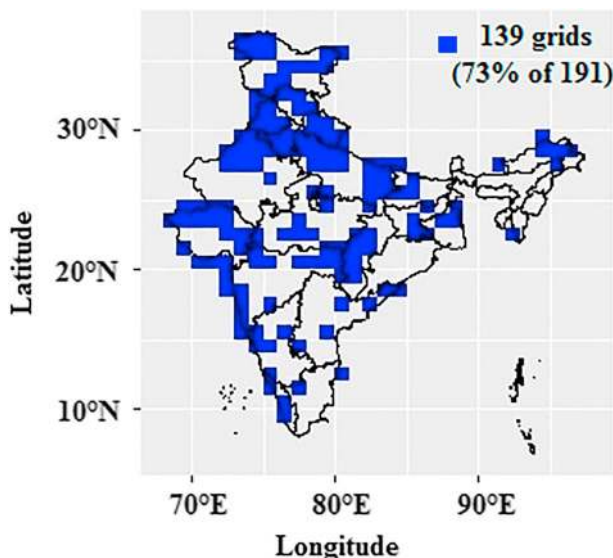 139 grids
(73% of 191)
30°N
20°N
10°N
Latitude
70°E 80°E 90°E
Longitude